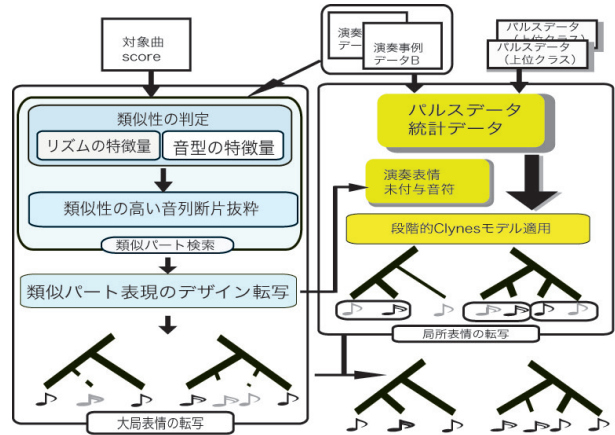 対象曲
score
演奏
デー
演奏事例
データB
パルスデータ
(上位クラス)
パルスデータ
(上位クラス)
類似性の判定
リズムの特徴量
音型の特徴量
類似性の高い音列断片抜粋
類似パート検索
類似パート表現のデザイン転写
大局表情の転写
パルスデータ
統計データ
演奏表情
未付与音符
段階的Clynesモデル適用
局所表情の転写